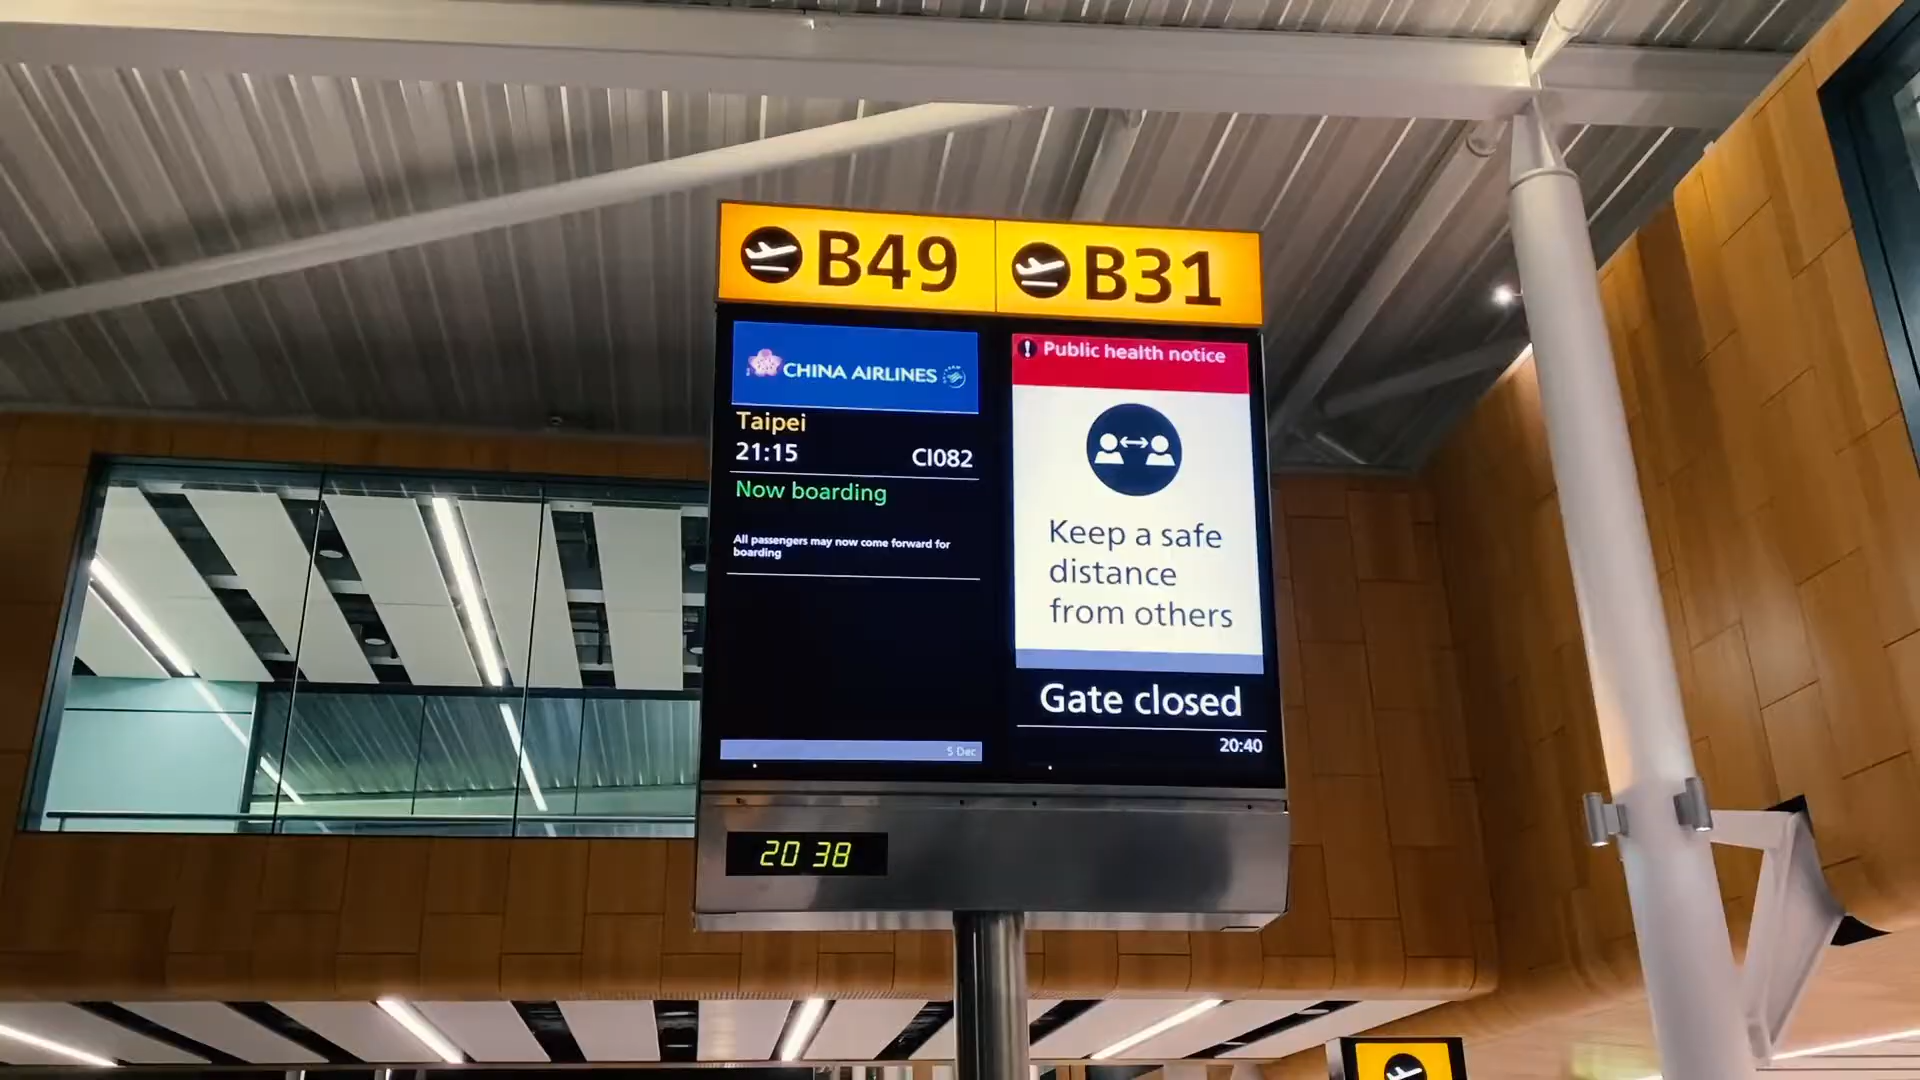 B49
B31
CHINA AIRLINES
Taipei
21:15 CI082
Now boarding
All passengers may now come forward for
boarding
5 Dec
! Public health notice
Keep a safe
distance
from others
Gate closed
20:40
20 38